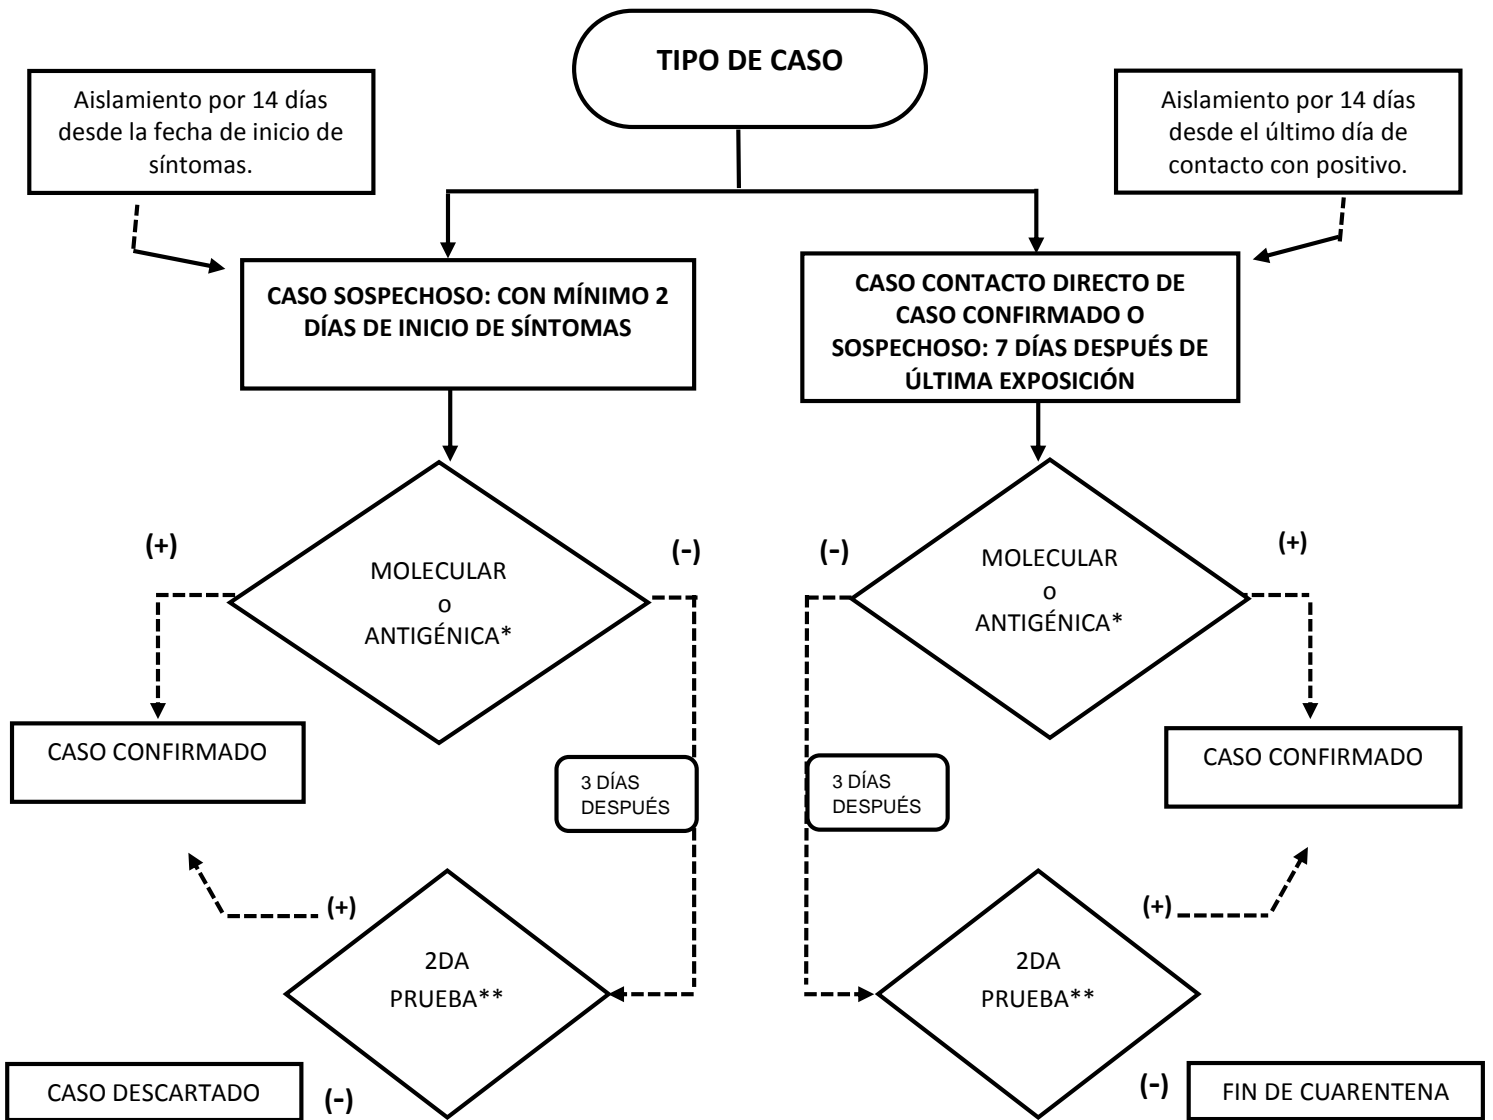 TIPO DE CASO
Aislamiento por 14 días
desde la fecha de inicio de
síntomas.
Aislamiento por 14 días
desde el último día de
contacto con positivo.
CASO SOSPECHOSO: CON MÍNIMO 2
DÍAS DE INICIO DE SÍNTOMAS
CASO CONTACTO DIRECTO DE
CASO CONFIRMADO O
SOSPECHOSO: 7 DÍAS DESPUÉS DE
ÚLTIMA EXPOSICIÓN
(+)
MOLECULAR
o
ANTIGÉNICA*
(-)
(-)
MOLECULAR
o
ANTIGÉNICA*
(+)
CASO CONFIRMADO
3 DÍAS
DESPUÉS
3 DÍAS
DESPUÉS
CASO CONFIRMADO
(+)
2DA
PRUEBA**
(+)
2DA
PRUEBA**
CASO DESCARTADO
(-)
(-)
FIN DE CUARENTENA